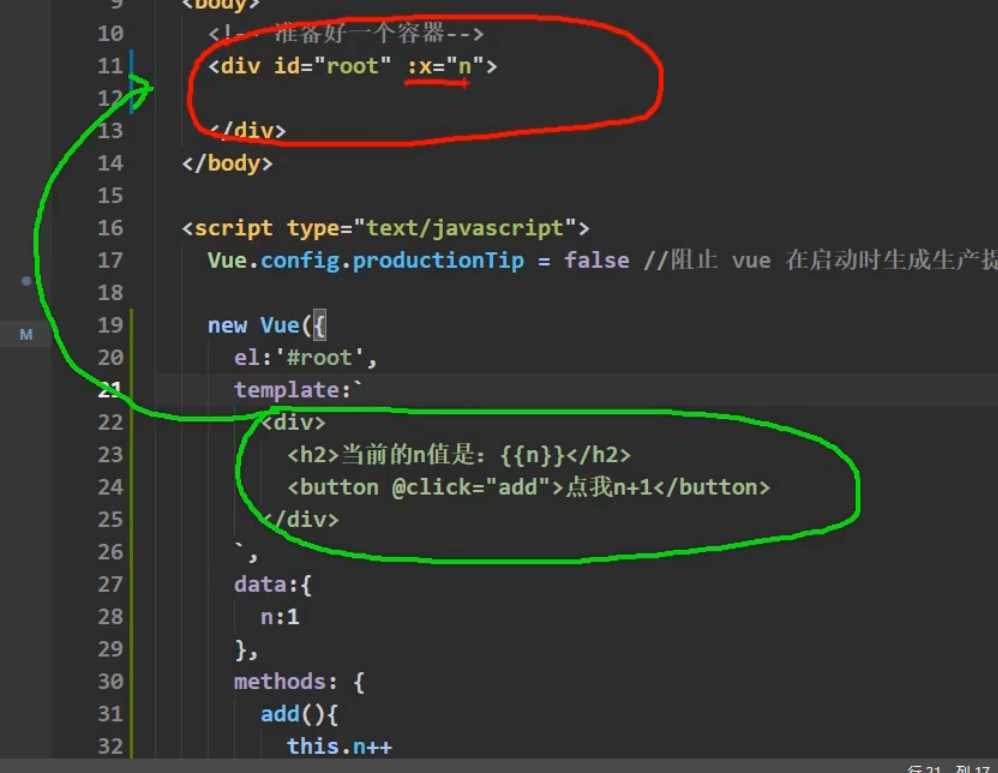 9 <body>
10 <!-- 准备好一个容器-->
11 <div id="root" :x="n">
12
13 </div>
14 </body>
15
16 <script type="text/javascript">
17 Vue.config.productionTip = false //阻止 vue 在启动时生成生产提
18
19 new Vue({
20 el:'#root',
21 template:`
22 <div>
23 <h2>当前的n值是：{{n}}</h2>
24 <button @click="add">点我n+1</button>
25 </div>
26 `,
27 data:{
28 n:1
29 },
30 methods: {
31 add(){
32 this.n++
M
行 21，列 17